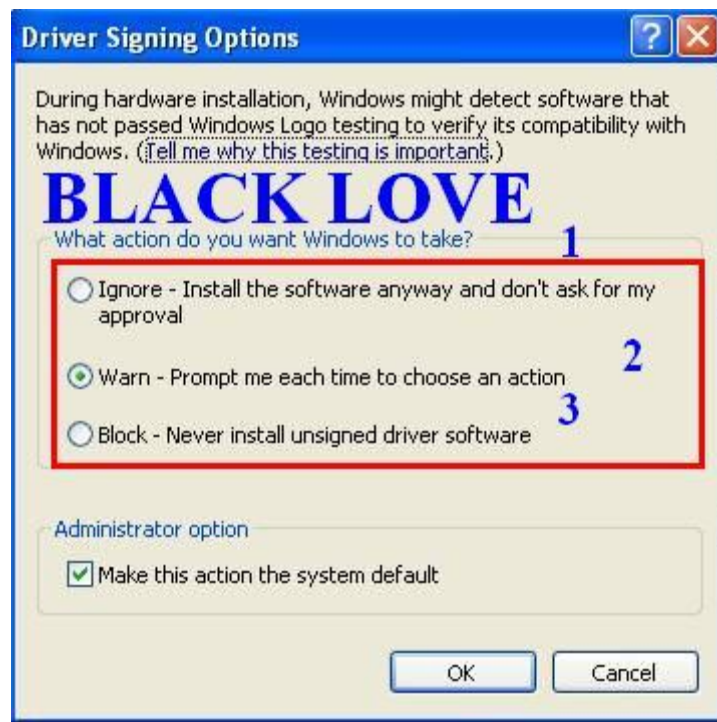 Driver Signing Options
During hardware installation, Windows might detect software that
has not passed Windows Logo testing to verify its compatibility with
Windows. (Tell me why this testing is important.)
BLACK LOVE
What action do you want Windows to take?
1
Ignore - Install the software anyway and don't ask for my
approval
2
Warn - Prompt me each time to choose an action
3
Block - Never install unsigned driver software
Administrator option
Make this action the system default
OK
Cancel